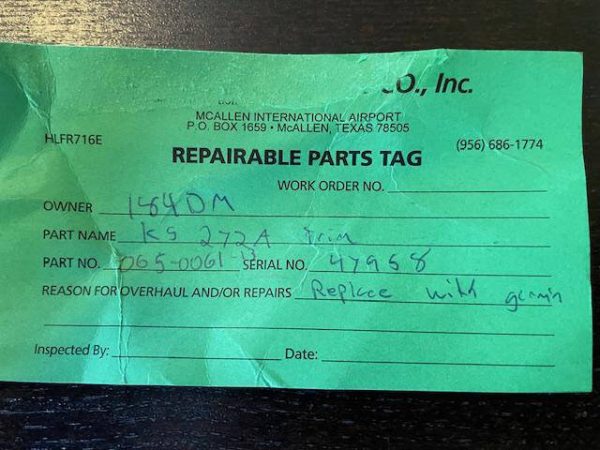 CO., Inc.
McALLEN INTERNATIONAL AIRPORT
P.O. BOX 1659 • McALLEN, TEXAS 78505
HLFR716E (956) 686-1774
REPAIRABLE PARTS TAG
WORK ORDER NO.
OWNER 184DM
PART NAME KS 272A Trim
PART NO. 065-0061- SERIAL NO. 47958
REASON FOR OVERHAUL AND/OR REPAIRS Replace with garmin
Inspected By: Date: